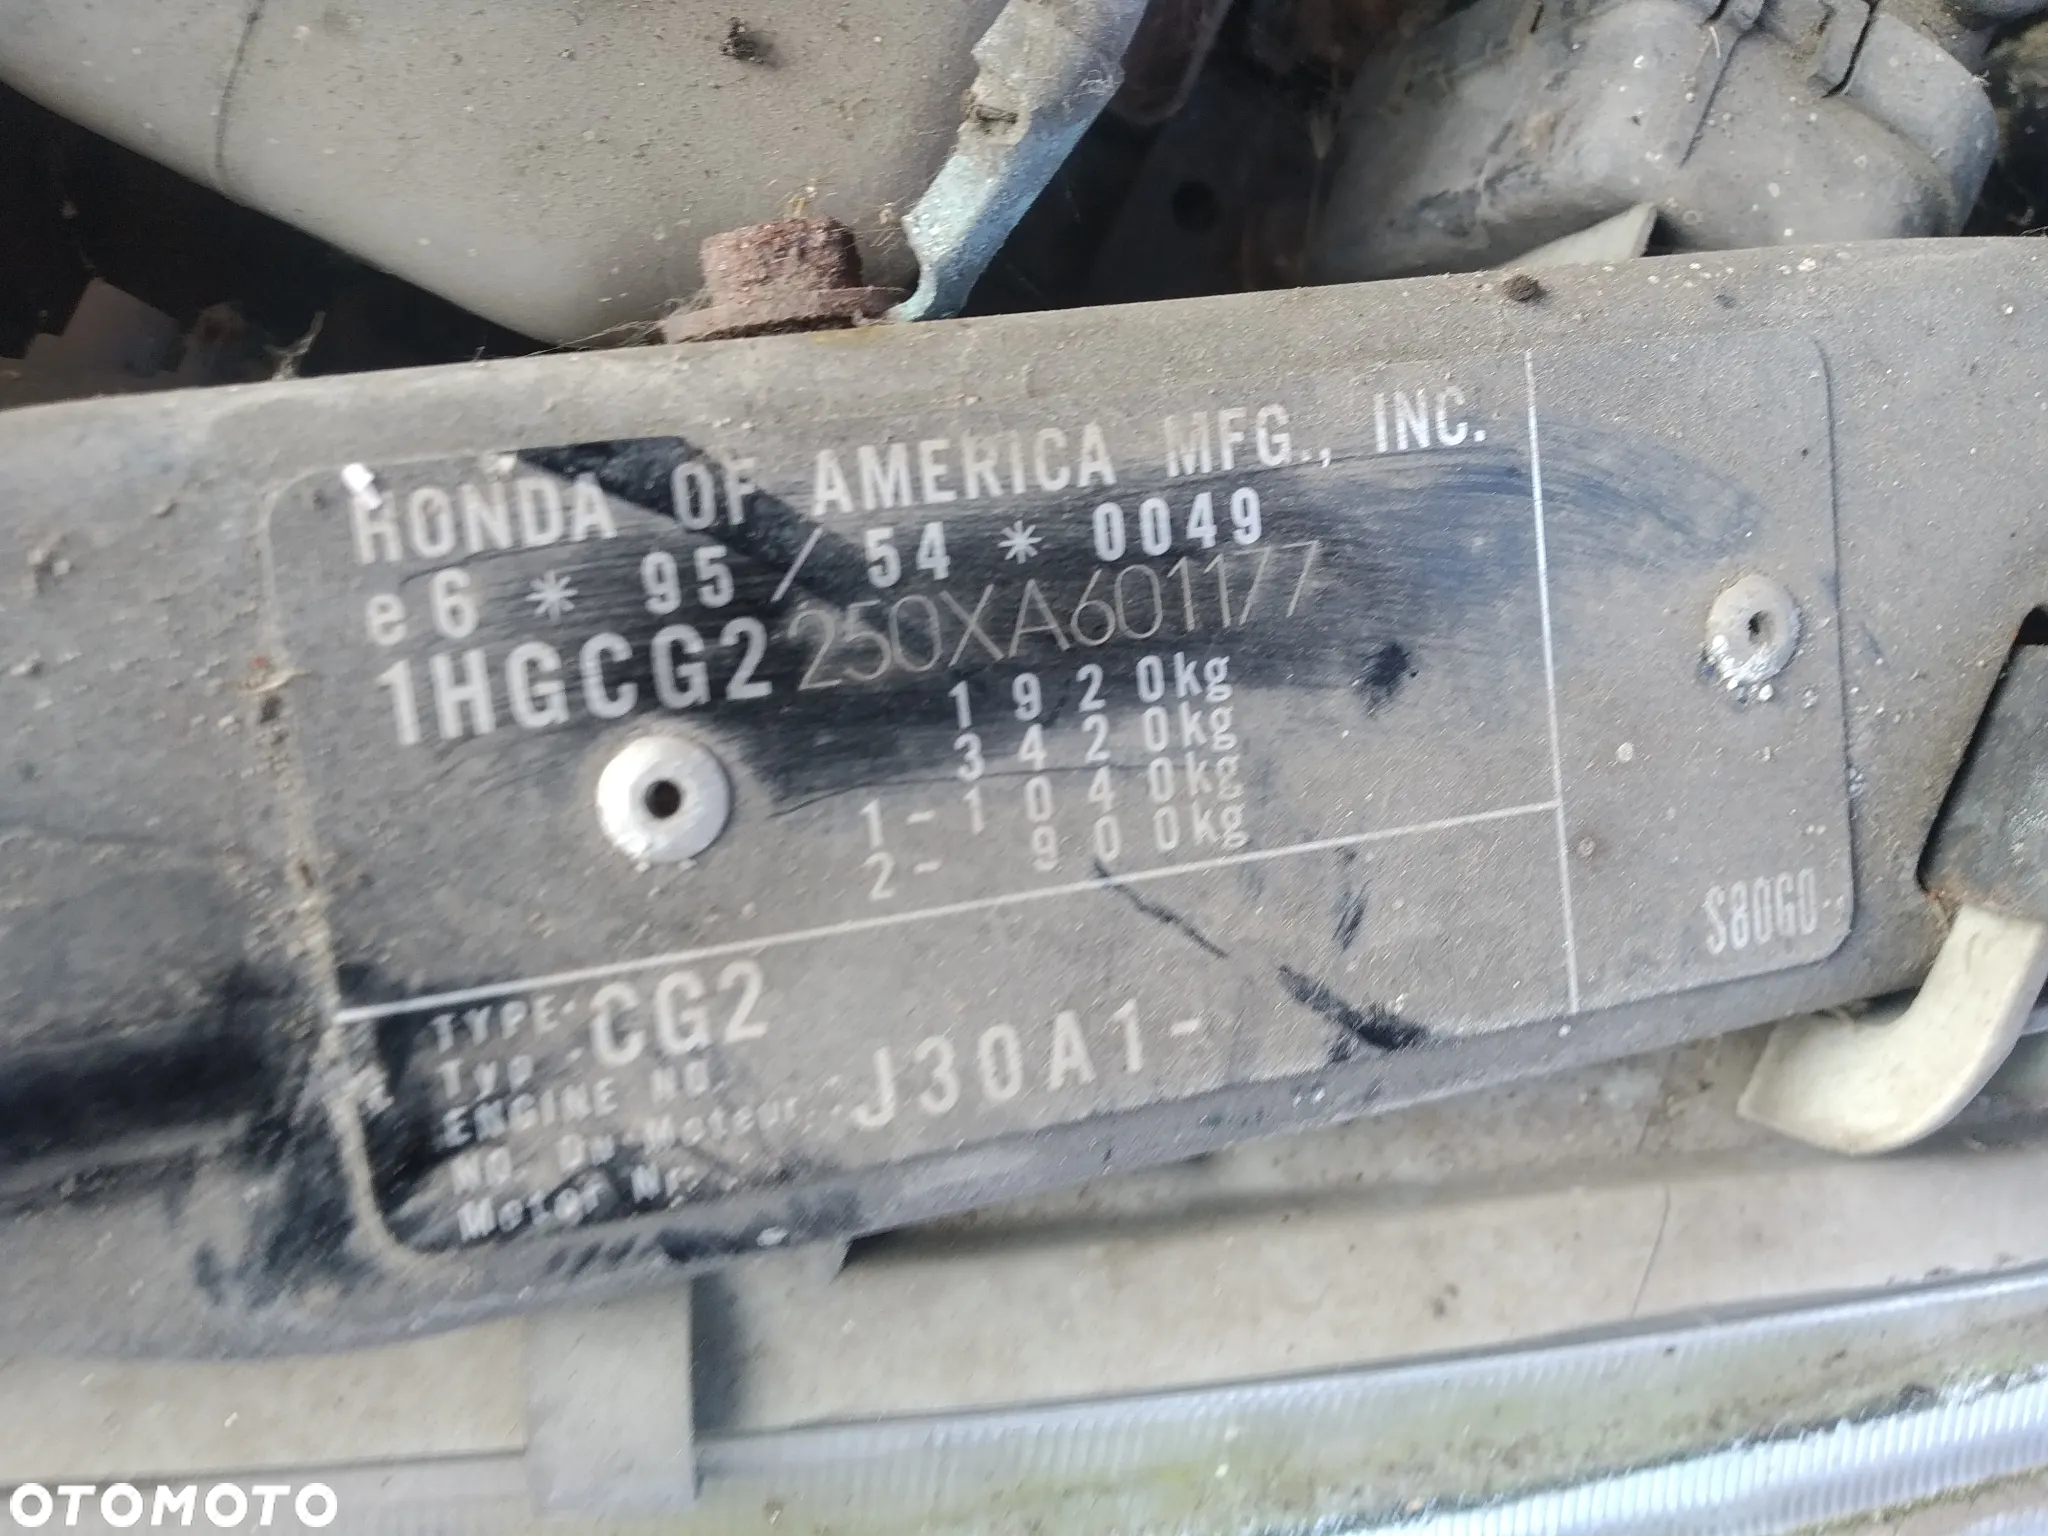 HONDA OF AMERICA MFG., INC.
e6 * 95 / 54 * 0049
1HGCG2250XA601177
1920kg
3420kg
1-1040kg
2- 900kg
S80G0
TYPE
Typ CG2
ENGINE NO.
NO. Du Moteur J30A1-
Motor Nr.
OTOMOTO